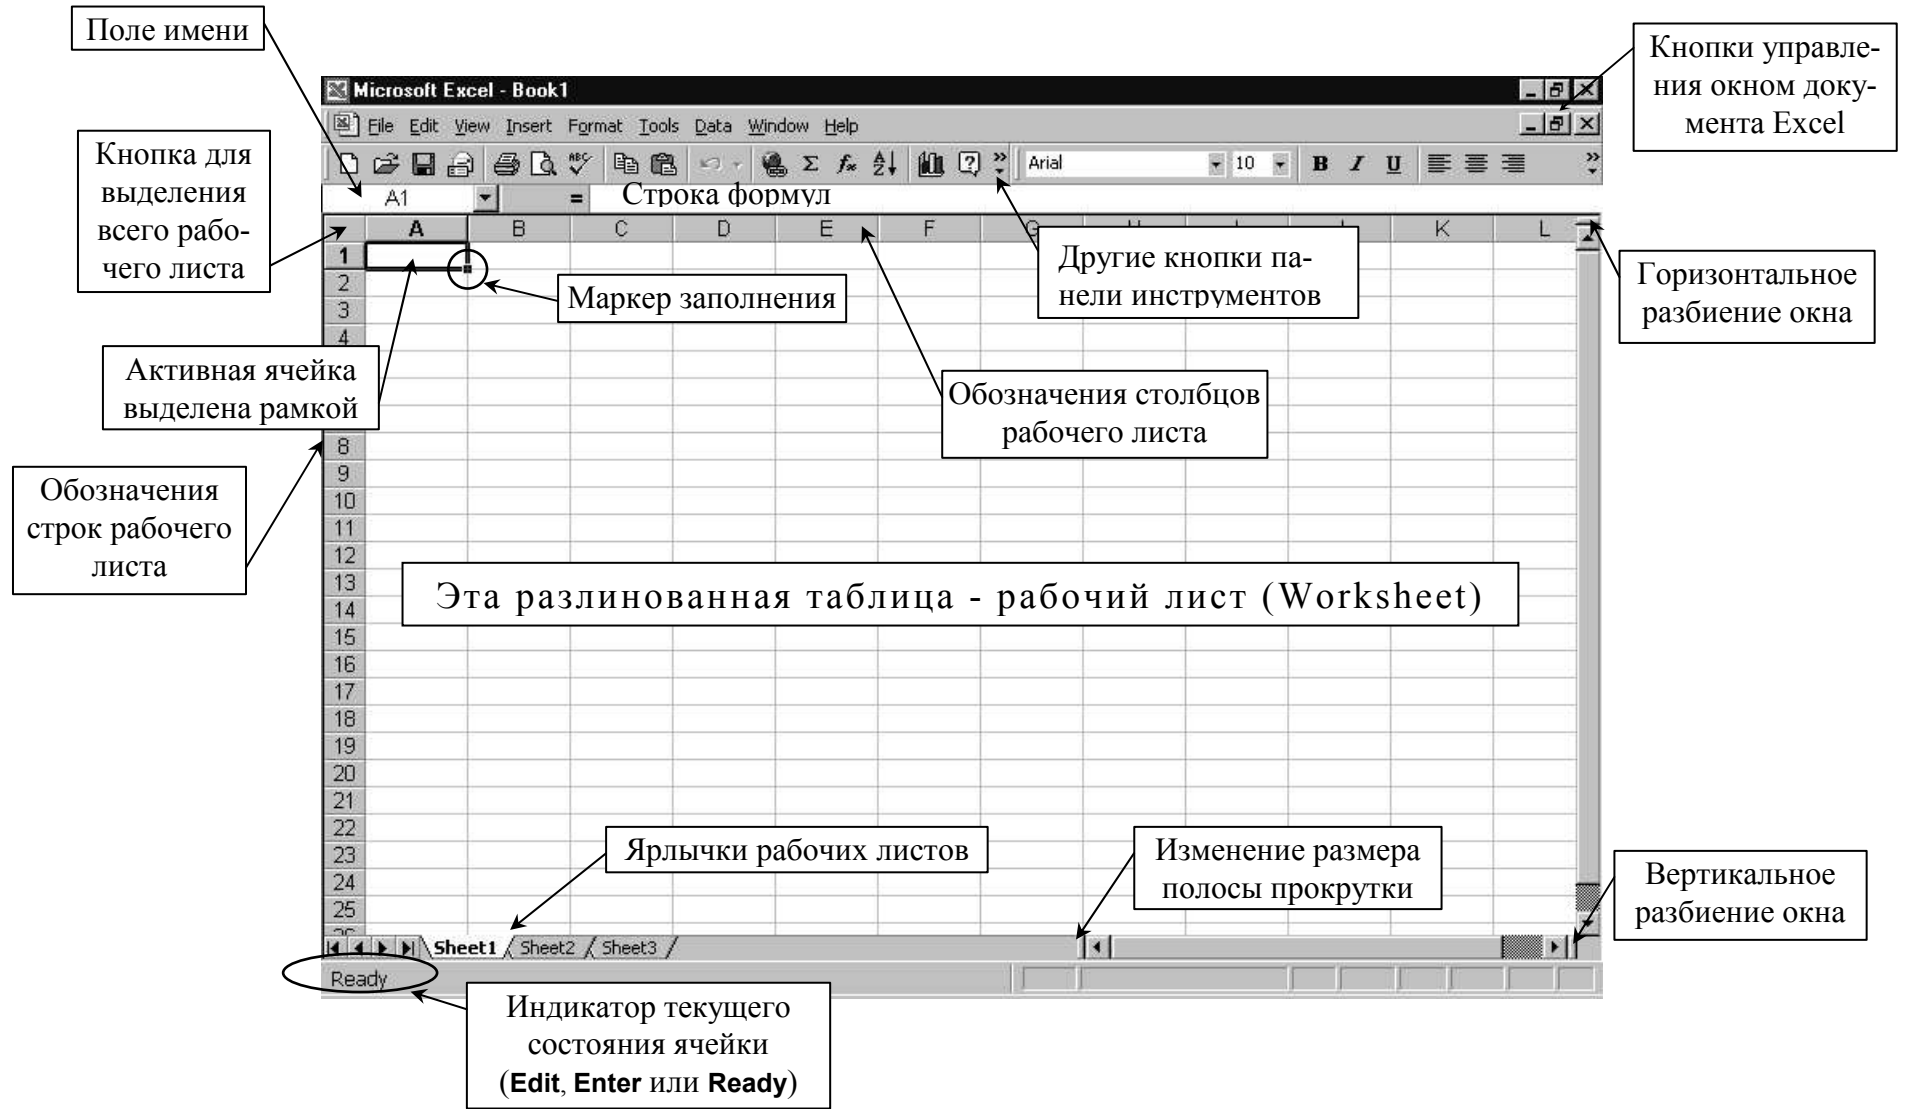 Поле имени
Кнопки управле-
ния окном доку-
мента Excel
Microsoft Excel - Book1
File Edit View Insert Format Tools Data Window Help
Кнопка для
выделения
всего рабо-
чего листа
ABC
Arial
10
B I U
A1
=
Строка формул
A B C D E F G K L
1
2
3
4
8
9
10
11
12
13
14
15
16
17
18
19
20
21
22
23
24
25
Другие кнопки па-
нели инструментов
Горизонтальное
разбиение окна
Маркер заполнения
Активная ячейка
выделена рамкой
Обозначения столбцов
рабочего листа
Обозначения
строк рабочего
листа
Эта разлинованная таблица - рабочий лист (Worksheet)
Ярлычки рабочих листов
Изменение размера
полосы прокрутки
Вертикальное
разбиение окна
Sheet1 Sheet2 Sheet3
Ready
Индикатор текущего
состояния ячейки
(Edit, Enter или Ready)